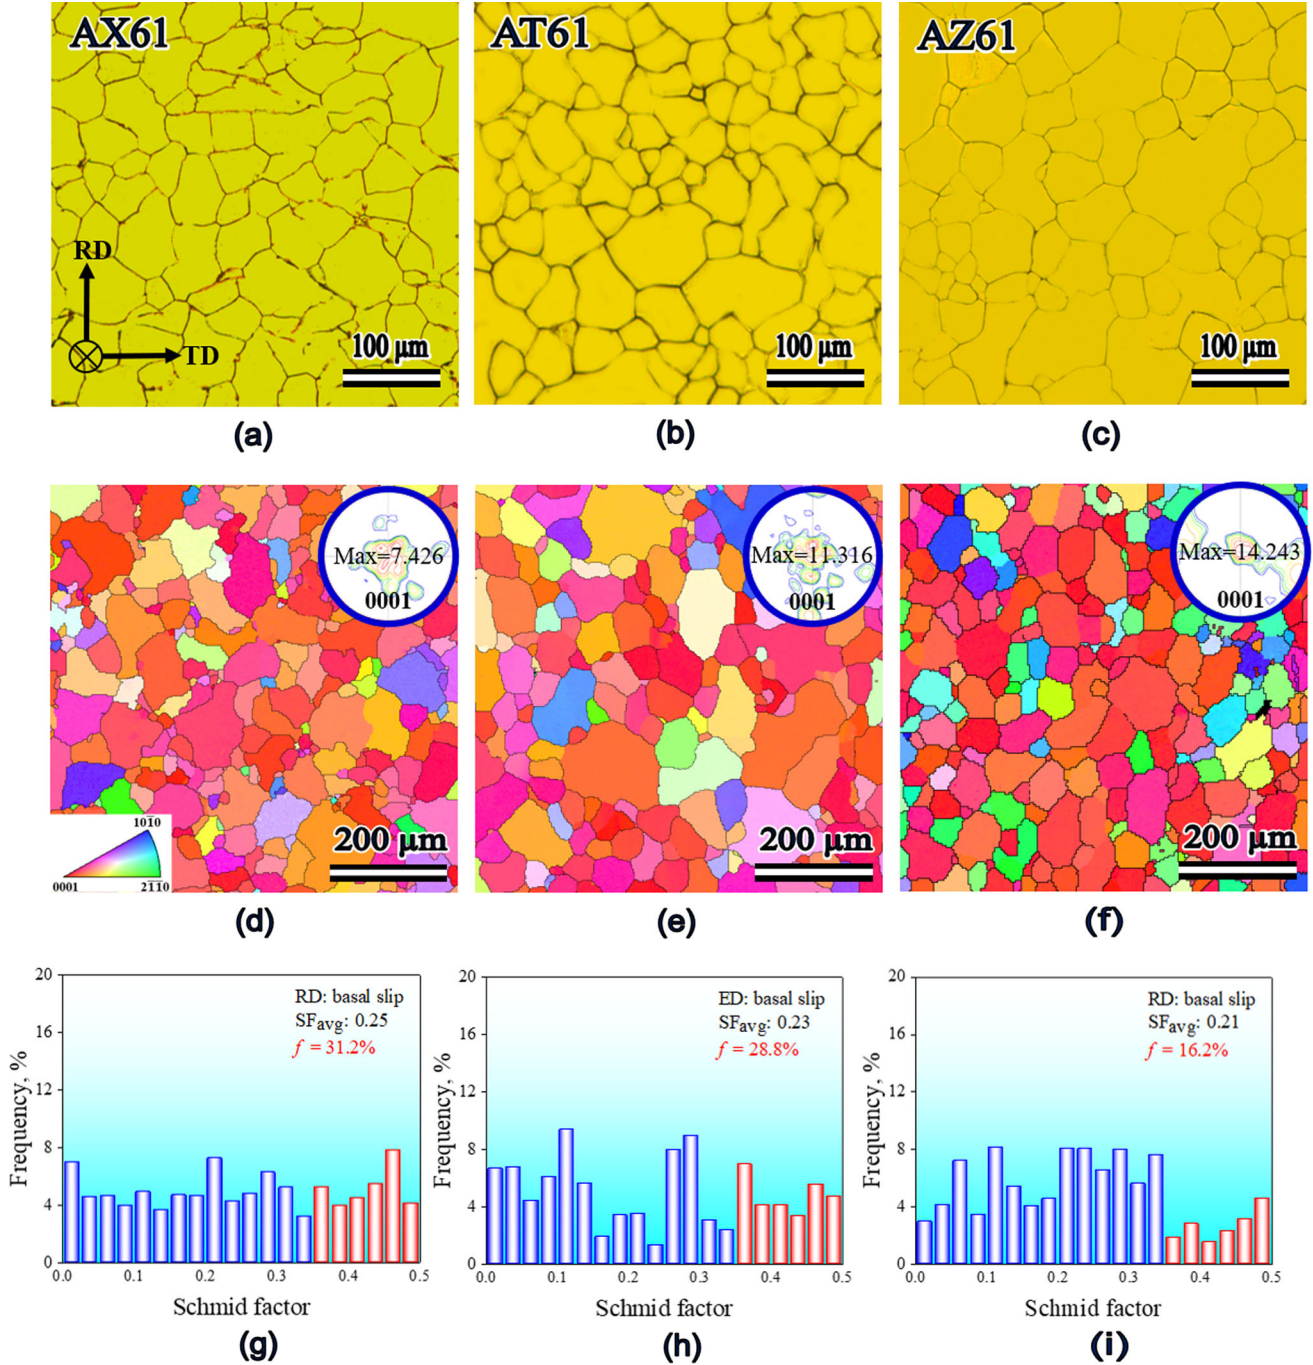 AX61
AT61
AZ61
RD
TD
100 μm
100 μm
100 μm
(a)
(b)
(c)
Max=7.426
0001
Max=11.316
0001
Max=14.243
0001
101̄0
0001
21̄1̄0
200 μm
200 μm
200 μm
(d)
(e)
(f)
Frequency, %
20
16
12
8
4
0
RD: basal slip
SFavg: 0.25
f = 31.2%
0.0
0.1
0.2
0.3
0.4
0.5
Schmid factor
(g)
Frequency, %
20
16
12
8
4
0
ED: basal slip
SFavg: 0.23
f = 28.8%
0.0
0.1
0.2
0.3
0.4
0.5
Schmid factor
(h)
Frequency, %
20
16
12
8
4
0
RD: basal slip
SFavg: 0.21
f = 16.2%
0.0
0.1
0.2
0.3
0.4
0.5
Schmid factor
(i)